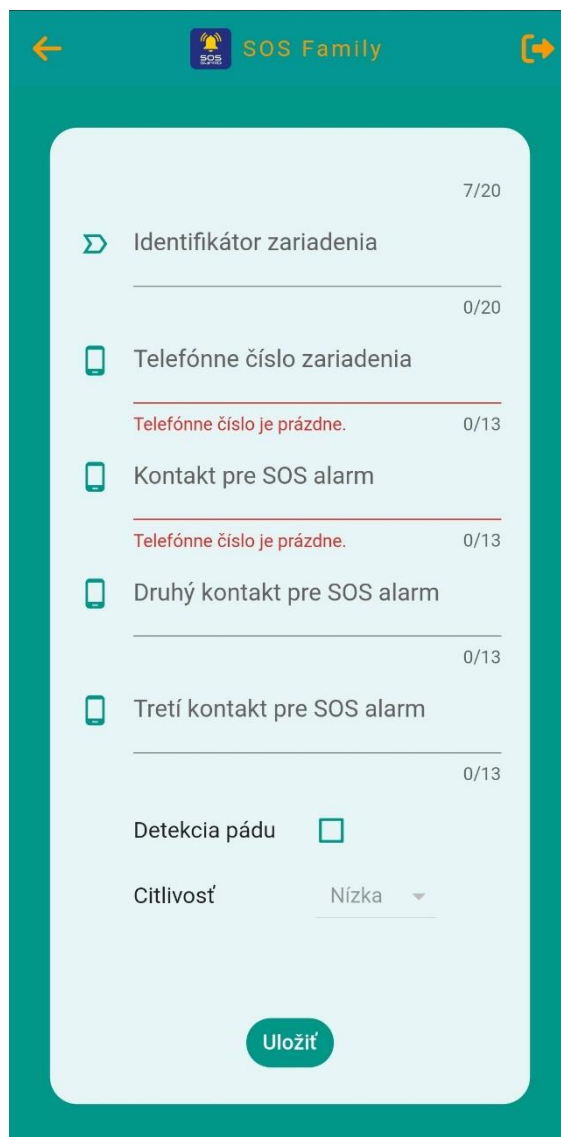 SOS
SOS Family
7/20
Identifikátor zariadenia
0/20
Telefónne číslo zariadenia
Telefónne číslo je prázdne. 0/13
Kontakt pre SOS alarm
Telefónne číslo je prázdne. 0/13
Druhý kontakt pre SOS alarm
0/13
Tretí kontakt pre SOS alarm
0/13
Detekcia pádu
Citlivosť Nízka
Uložiť